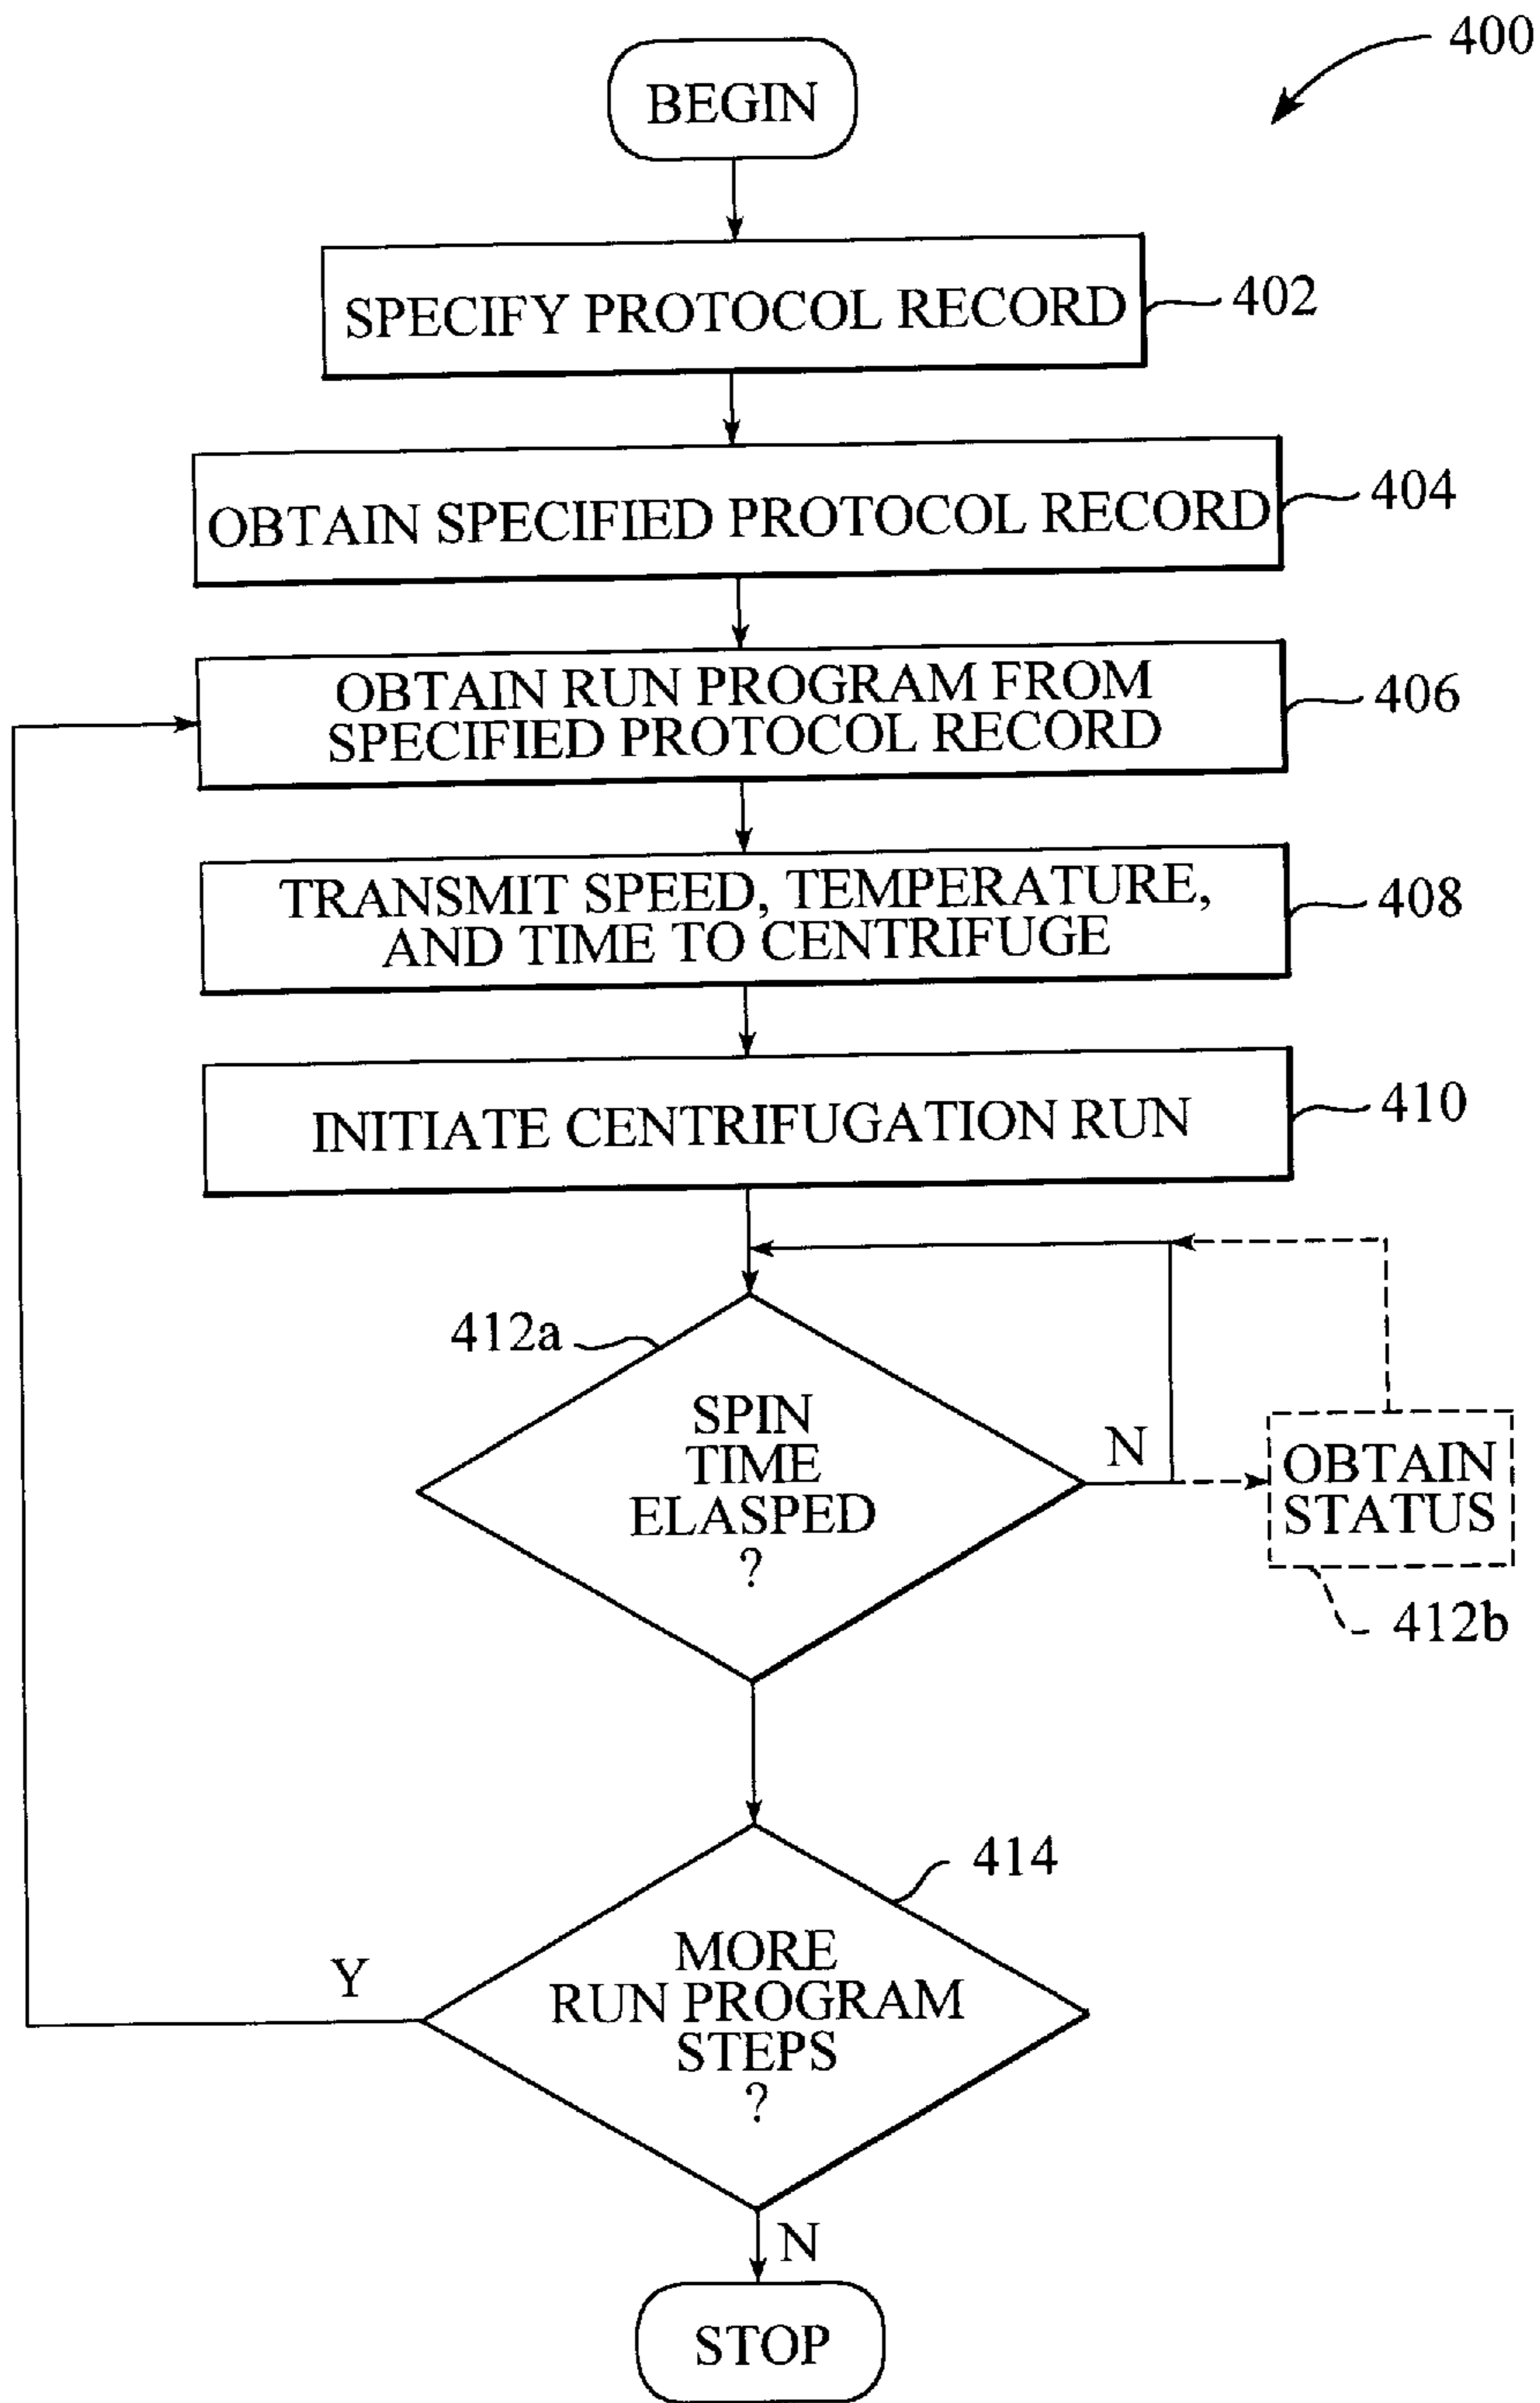 400
BEGIN
SPECIFY PROTOCOL RECORD
402
OBTAIN SPECIFIED PROTOCOL RECORD
404
OBTAIN RUN PROGRAM FROM
SPECIFIED PROTOCOL RECORD
406
TRANSMIT SPEED, TEMPERATURE,
AND TIME TO CENTRIFUGE
408
INITIATE CENTRIFUGATION RUN
410
412a
SPIN
TIME
ELASPED
?
N
OBTAIN
STATUS
412b
414
MORE
RUN PROGRAM
STEPS
?
Y
N
STOP